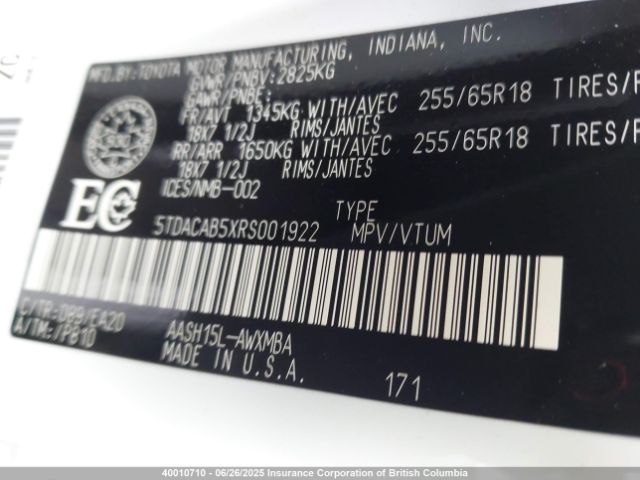 MFD.BY:TOYOTA MOTOR MANUFACTURING, INDIANA, INC.
GVWR/PNBV:2825KG
GAWR/PNBE:
FR/AVT 1345KG WITH/AVEC 255/65R18 TIRES/
18X7 1/2J RIMS/JANTES
RR/ARR 1650KG WITH/AVEC 255/65R18 TIRES/
18X7 1/2J RIMS/JANTES
ICES/NMB-002
EC
TYPE
5TDACAB5XRS001922 MPV/VTUM
C/TR:089/EA20
A/TM:/PB10
AASH15L-AWXMBA
MADE IN U.S.A.
171
40010710 - 06/26/2025 Insurance Corporation of British Columbia